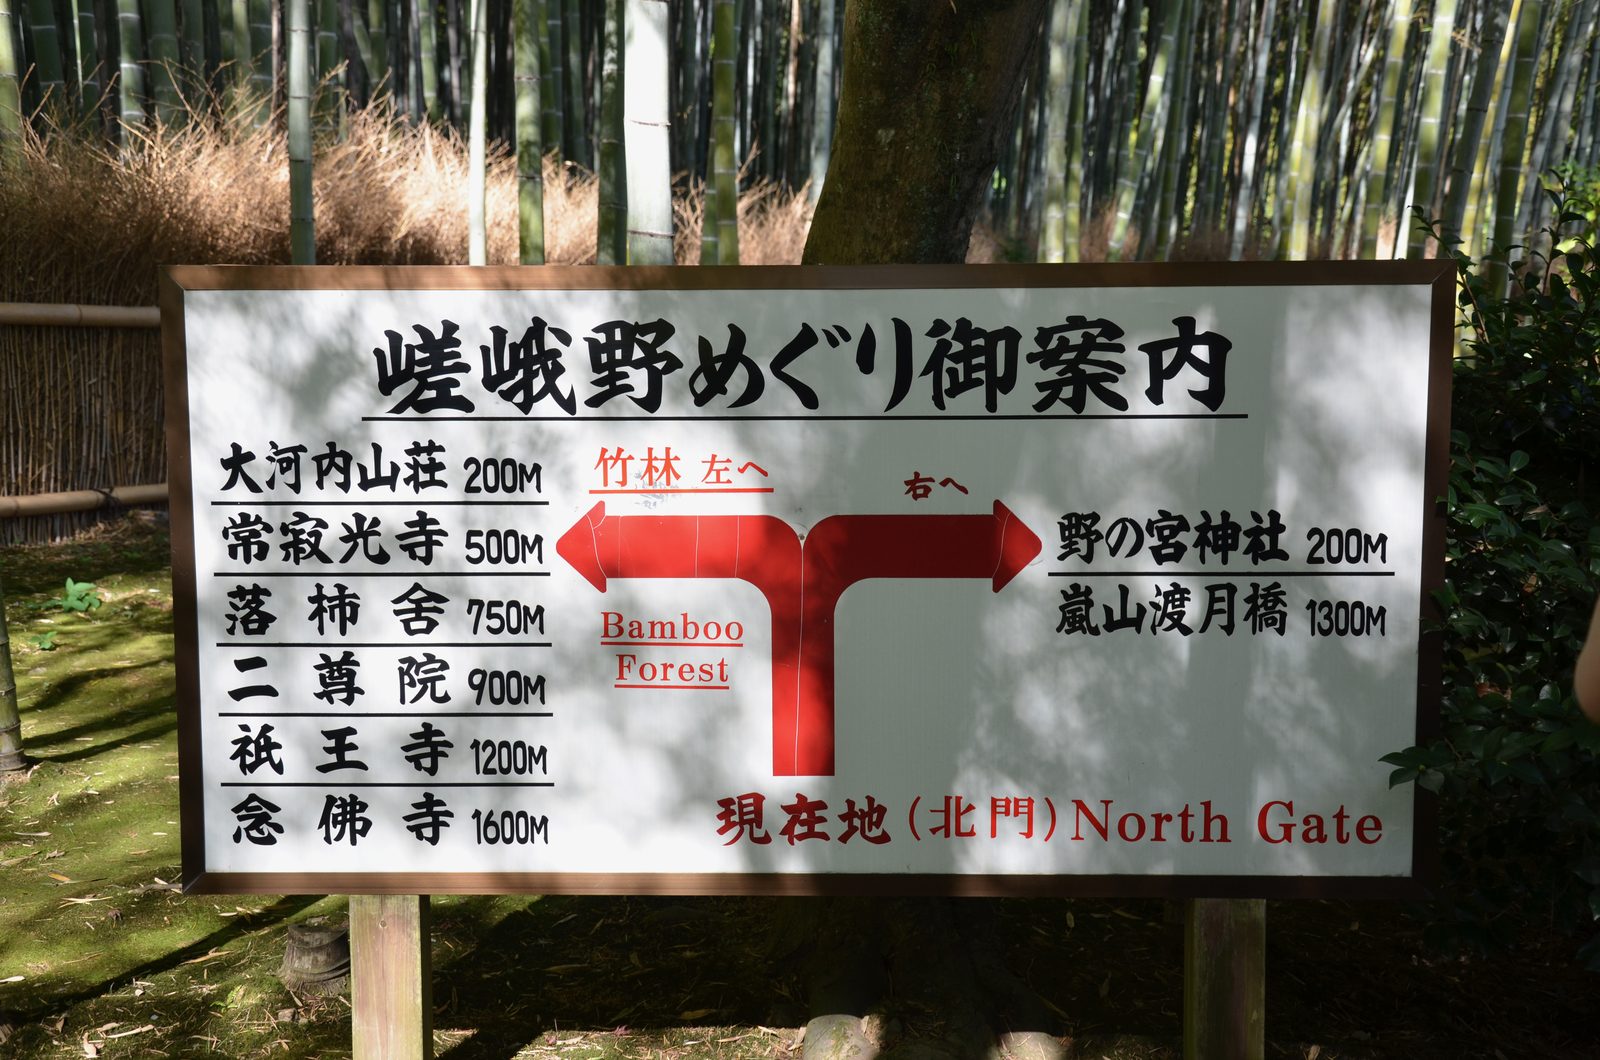 嵯峨野めぐり御案内
大河内山荘 200M
常寂光寺 500M
落柿舎 750M
二尊院 900M
祇王寺 1200M
念佛寺 1600M
竹林 左へ
Bamboo
Forest
右へ
野の宮神社 200M
嵐山渡月橋 1300M
現在地(北門)North Gate